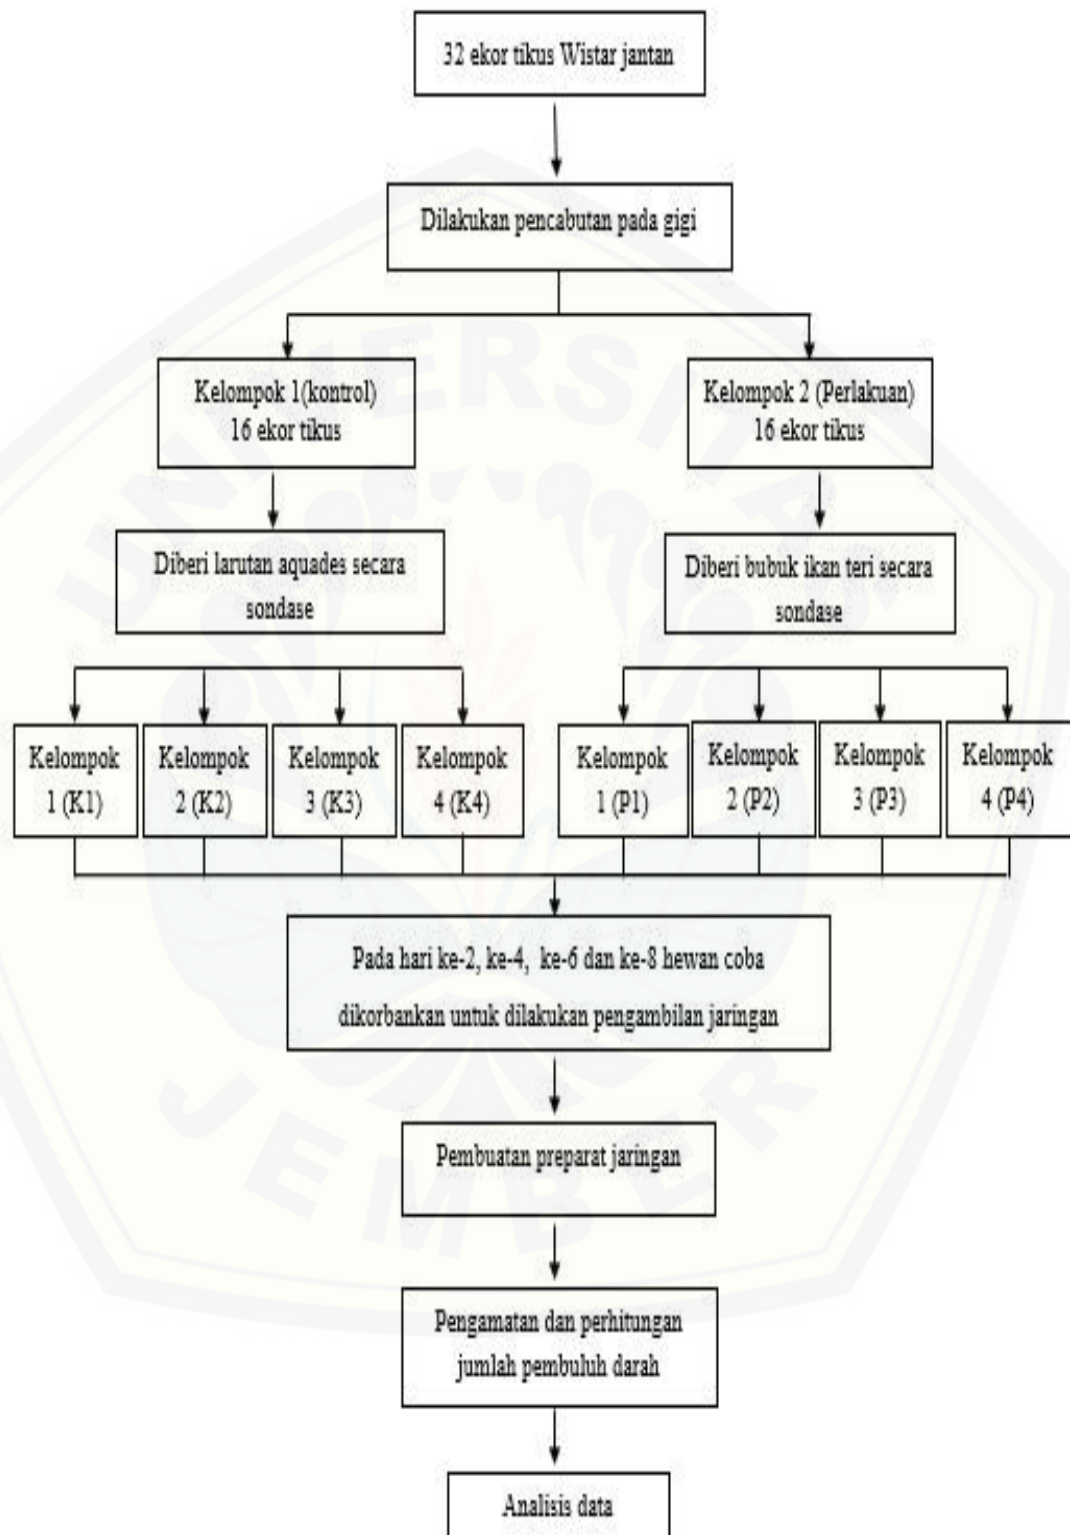 32 ekor tikus Wistar jantan
Dilakukan pencabutan pada gigi
Kelompok 1(kontrol)
16 ekor tikus
Kelompok 2 (Perlakuan)
16 ekor tikus
Diberi larutan aquades secara
sondase
Diberi bubuk ikan teri secara
sondase
Kelompok
1 (K1)
Kelompok
2 (K2)
Kelompok
3 (K3)
Kelompok
4 (K4)
Kelompok
1 (P1)
Kelompok
2 (P2)
Kelompok
3 (P3)
Kelompok
4 (P4)
Pada hari ke-2, ke-4, ke-6 dan ke-8 hewan coba
dikorbankan untuk dilakukan pengambilan jaringan
Pembuatan preparat jaringan
Pengamatan dan perhitungan
jumlah pembuluh darah
Analisis data
UNIVERSITAS
JEMBER